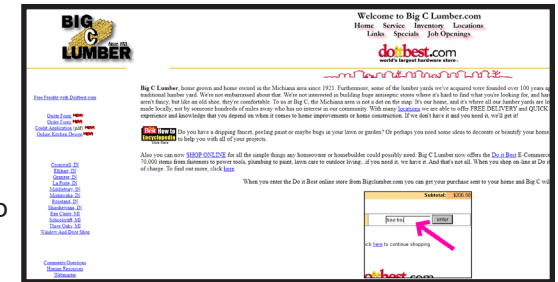 BIG
C
Since 1921
LUMBER
Welcome to Big C Lumber.com
Home Service Inventory Locations
Links Specials Job Openings
doitbest.com
world's largest hardware store.
Free Freight with Doitbest.com
Quote Form
Order Form
Credit Application (pdf)
Online Kitchen Design
Goshen, IN
Elkhart, IN
Granger, IN
La Porte, IN
Middlebury, IN
Mishawaka, IN
Roseland, IN
Shipshewana, IN
Eau Claire, MI
Schoolcraft, MI
Three Oaks, MI
Window And Door Shop
Comments/Questions
Human Resources
Webmaster
Big C Lumber, home grown and home owned in the Michiana area since 1921. Furthermore, some of the lumber yards we've acquired were founded over 100 years
traditional lumber yard. We're not embarrassed about that. We're not interested in building huge antiseptic stores where it's hard to find what you're looking for, and
aren't fancy, but like an old shoe, they're comfortable. To us at Big C, the Michiana area is not a dot on the map. It's our home, and it's where all our lumber yards are
made locally, not by someone hundreds of miles away who has no interest in our community. With many locations we are able to offer FREE DELIVERY and QUICK
experience and knowledge that you depend on when it comes to home improvements or home construction. If we don't have it and you need it, we'll get it!
Best How to
Encyclopedia
Click Here
Do you have a dripping faucet, peeling paint or maybe bugs in your lawn or garden? Or perhaps you need some ideas to decorate or beautify your home
to help you with all of your projects.
Also you can now SHOP ONLINE for all the simple things any homeowner or homebuilder could possibly need. Big C Lumber now offers the Do it Best E-Commerce
70,000 items from fasteners to power tools, plumbing to paint, lawn care to outdoor living...if you need it, we have it. And that's not all. When you shop on-line at Do it
of charge. To find out more, click here.
When you enter the Do it Best online store from Bigclumber.com you can get your purchase sent to your home and Big C will
Subtotal: $206.50
enter
ick here to continue shopping.